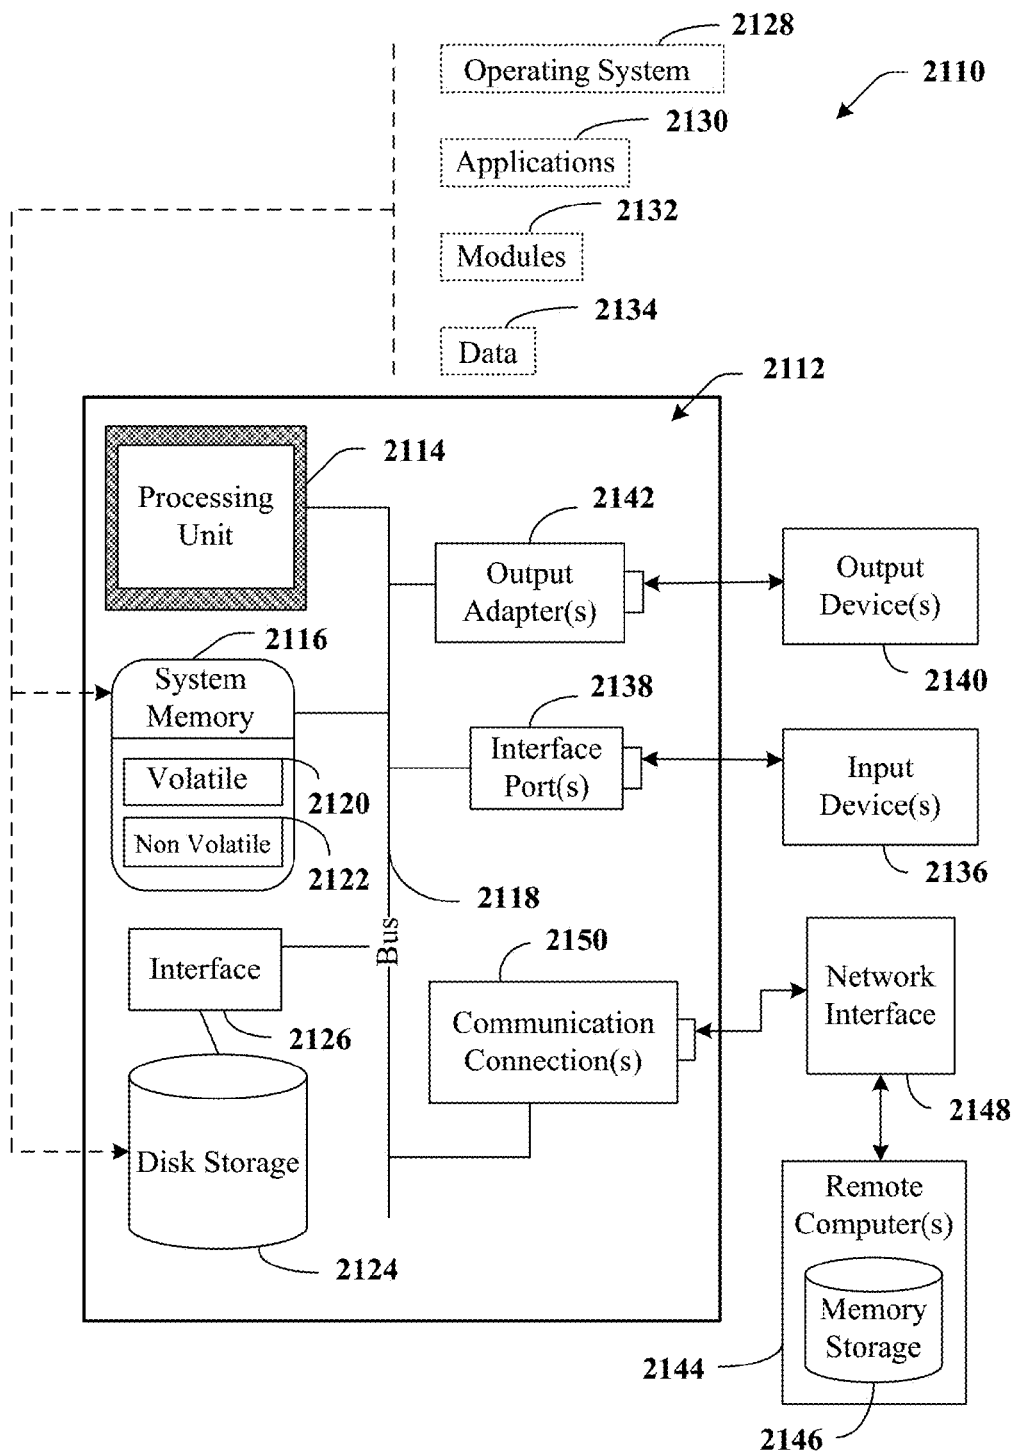 2128
Operating System
2110
2130
Applications
2132
Modules
2134
Data
2112
2114
Processing
Unit
2142
Output
Adapter(s)
Output
Device(s)
2140
2116
System
Memory
Volatile
2120
Non Volatile
2122
2138
Interface
Port(s)
Input
Device(s)
2136
2118
Bus
Interface
2126
2150
Communication
Connection(s)
Network
Interface
2148
Disk Storage
2124
Remote
Computer(s)
Memory
Storage
2144
2146